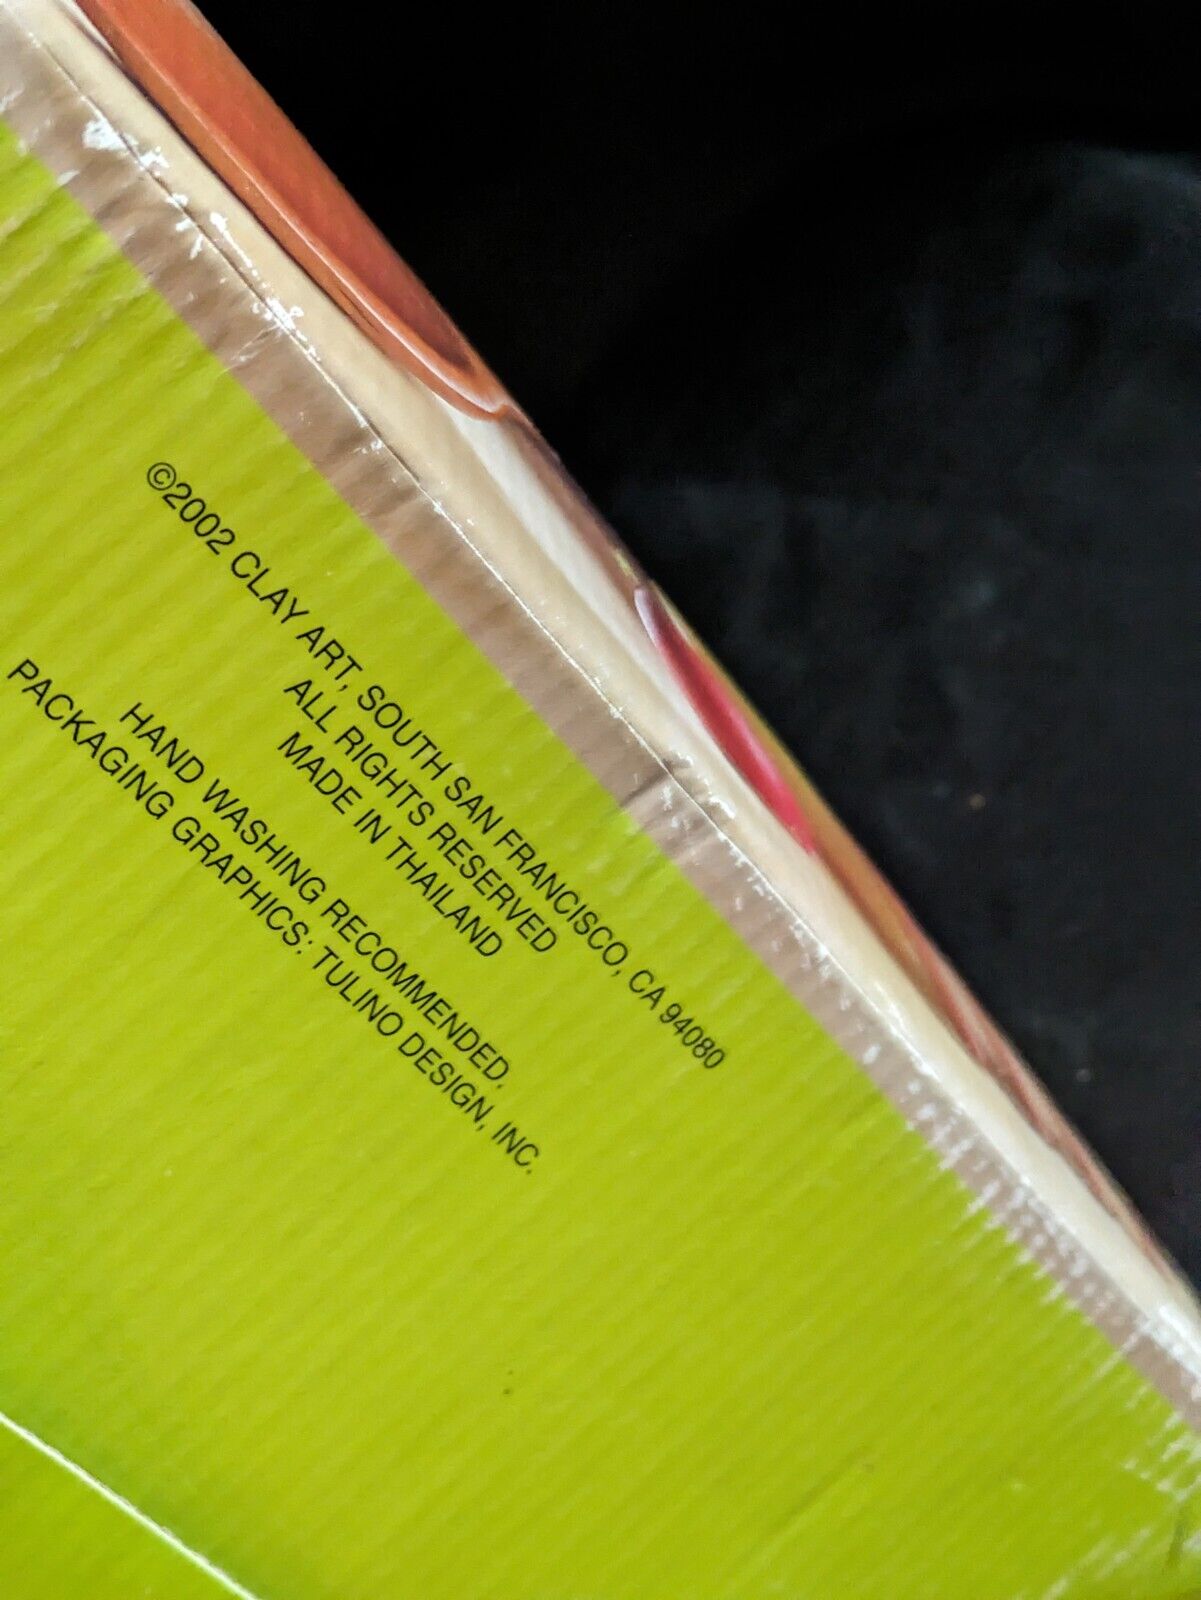 ©2002 CLAY ART, SOUTH SAN FRANCISCO, CA 94080
ALL RIGHTS RESERVED
MADE IN THAILAND
HAND WASHING RECOMMENDED.
PACKAGING GRAPHICS: TULINO DESIGN, INC.